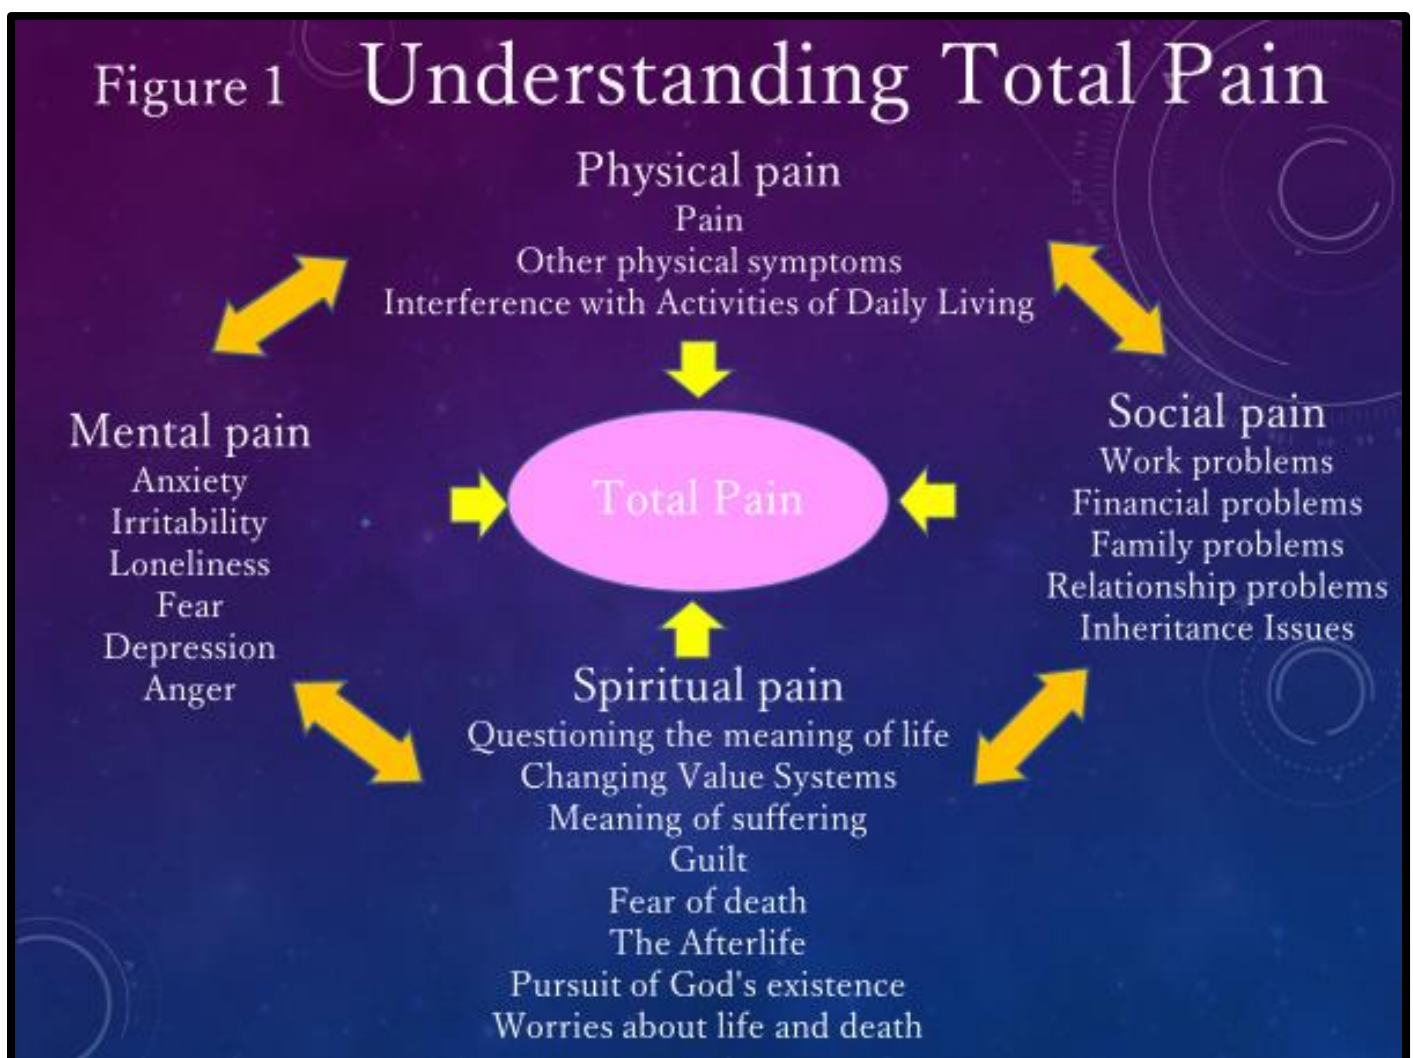 Figure 1 Understanding Total Pain
Physical pain
Pain
Other physical symptoms
Interference with Activities of Daily Living
Mental pain
Anxiety
Irritability
Loneliness
Fear
Depression
Anger
Total Pain
Social pain
Work problems
Financial problems
Family problems
Relationship problems
Inheritance Issues
Spiritual pain
Questioning the meaning of life
Changing Value Systems
Meaning of suffering
Guilt
Fear of death
The Afterlife
Pursuit of God's existence
Worries about life and death